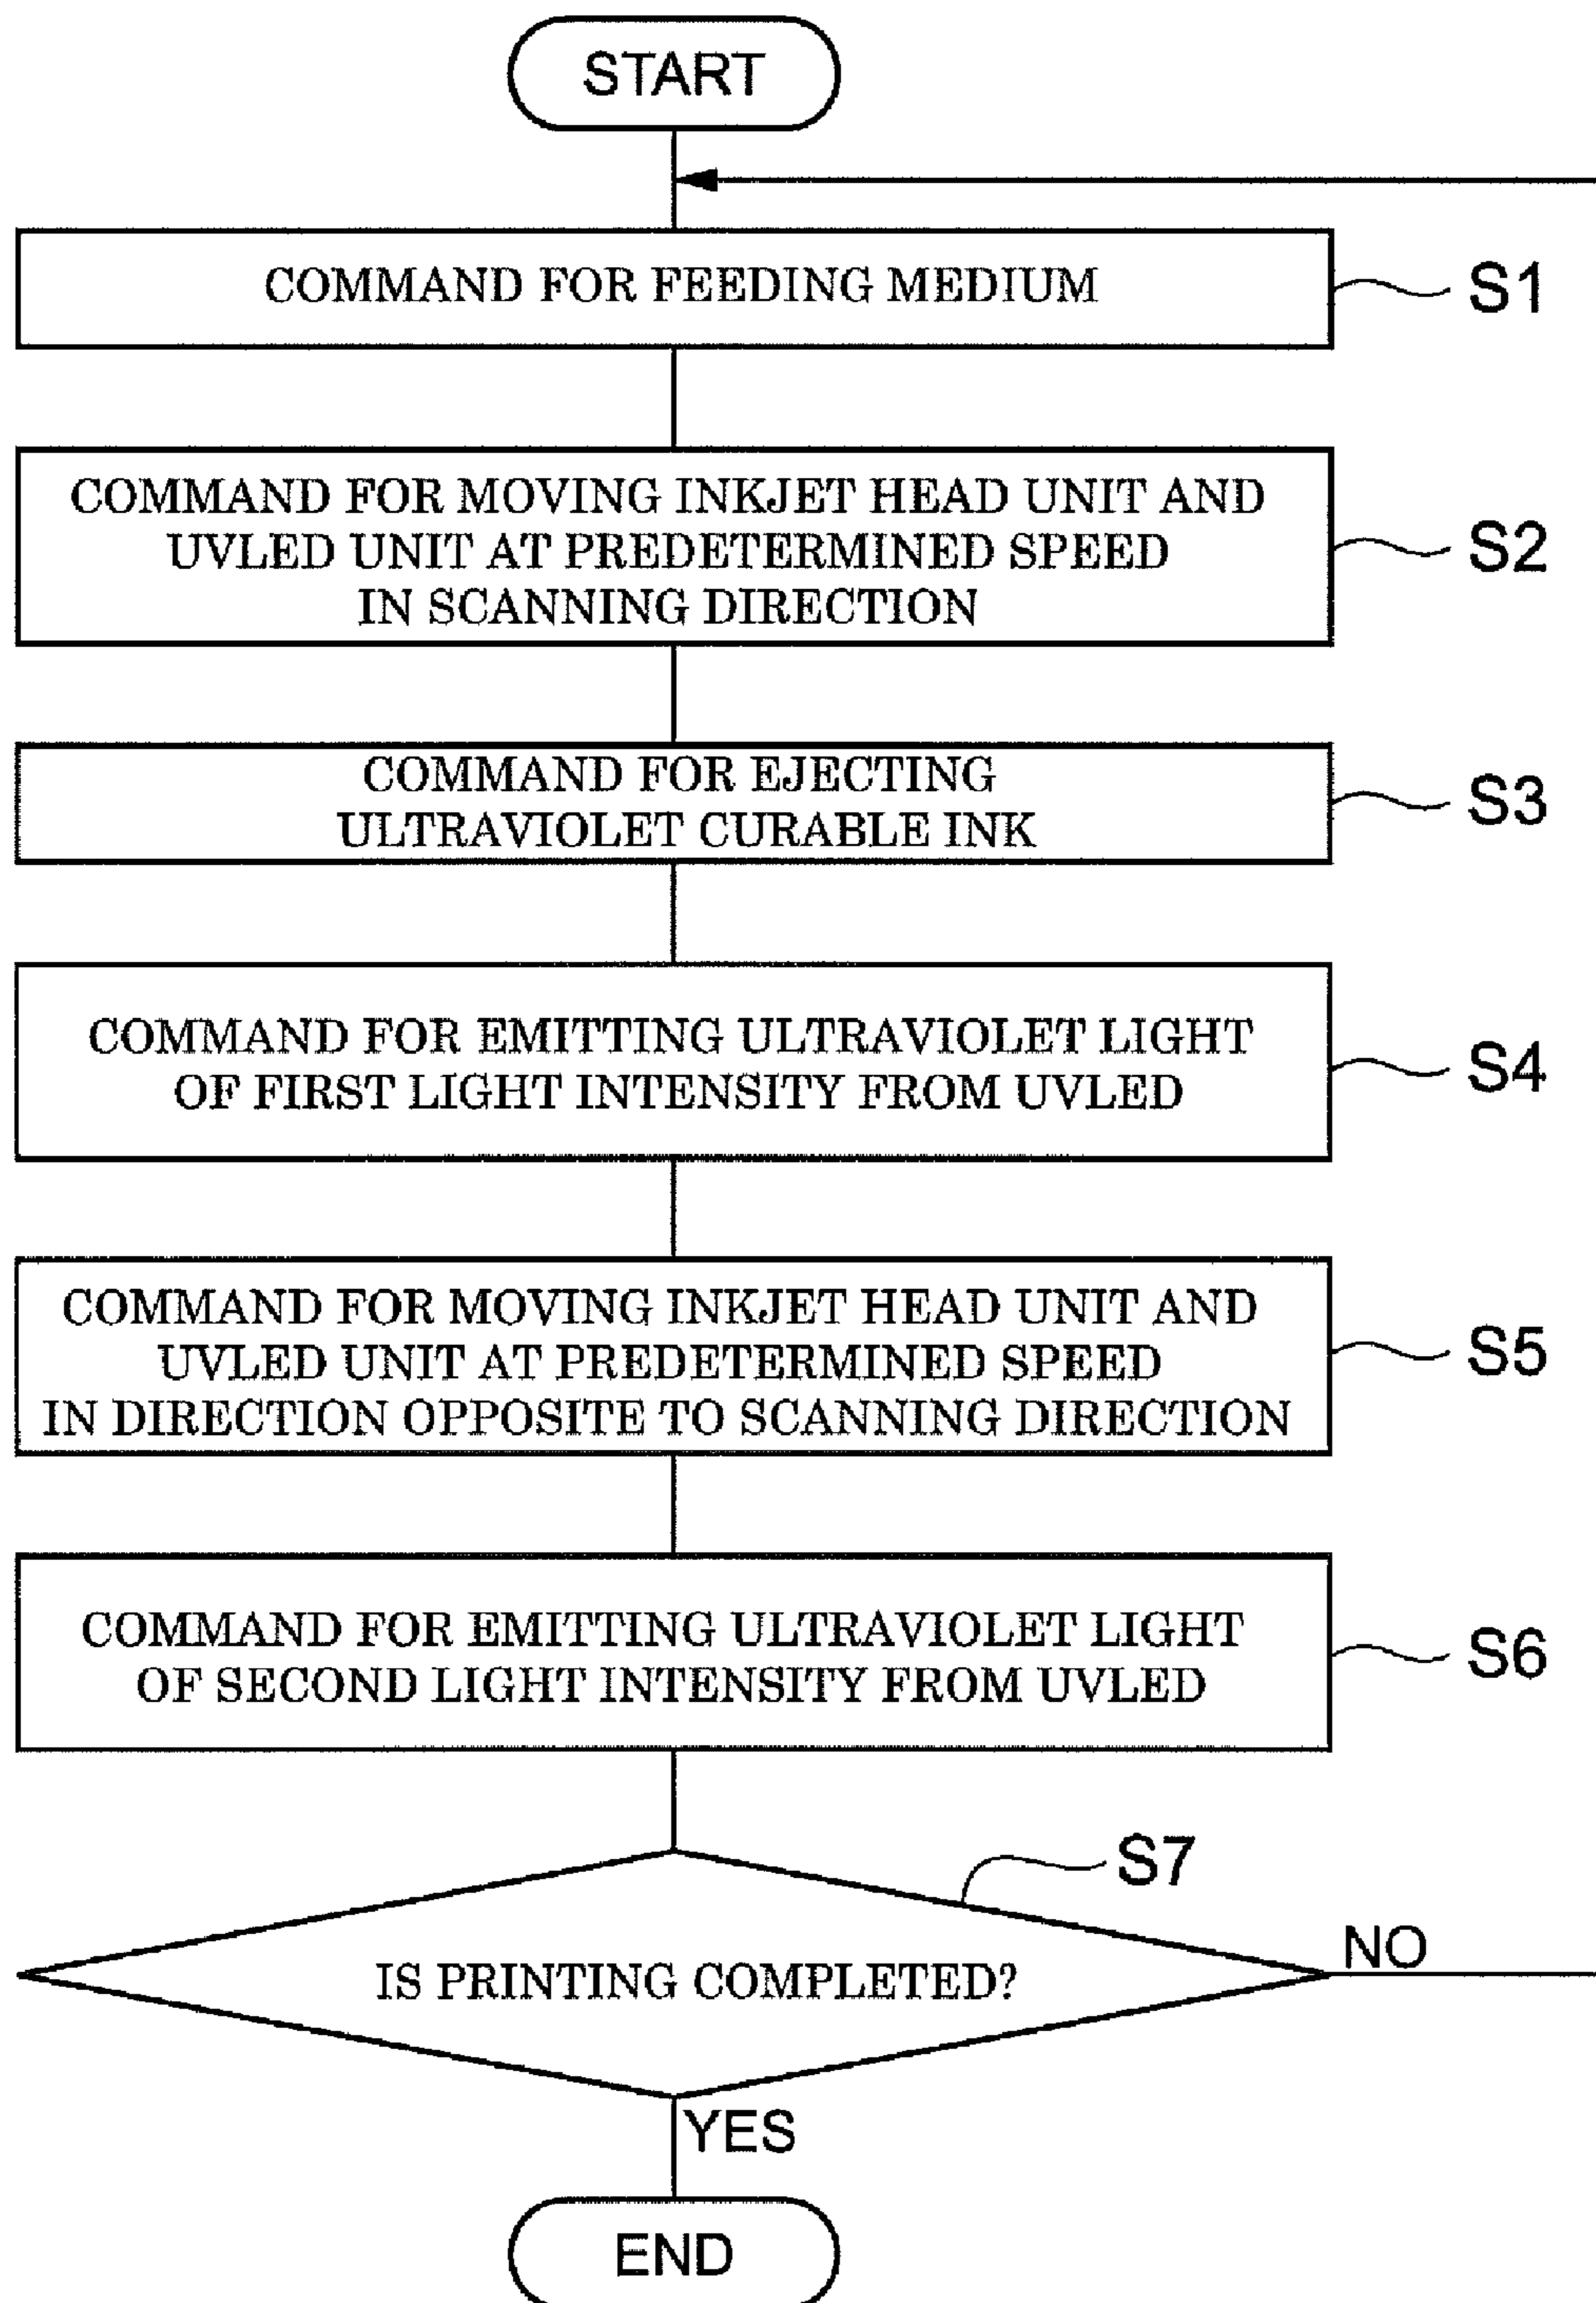 START
COMMAND FOR FEEDING MEDIUM
S1
COMMAND FOR MOVING INKJET HEAD UNIT AND
UVLED UNIT AT PREDETERMINED SPEED
IN SCANNING DIRECTION
S2
COMMAND FOR EJECTING
ULTRAVIOLET CURABLE INK
S3
COMMAND FOR EMITTING ULTRAVIOLET LIGHT
OF FIRST LIGHT INTENSITY FROM UVLED
S4
COMMAND FOR MOVING INKJET HEAD UNIT AND
UVLED UNIT AT PREDETERMINED SPEED
IN DIRECTION OPPOSITE TO SCANNING DIRECTION
S5
COMMAND FOR EMITTING ULTRAVIOLET LIGHT
OF SECOND LIGHT INTENSITY FROM UVLED
S6
S7
IS PRINTING COMPLETED?
NO
YES
END